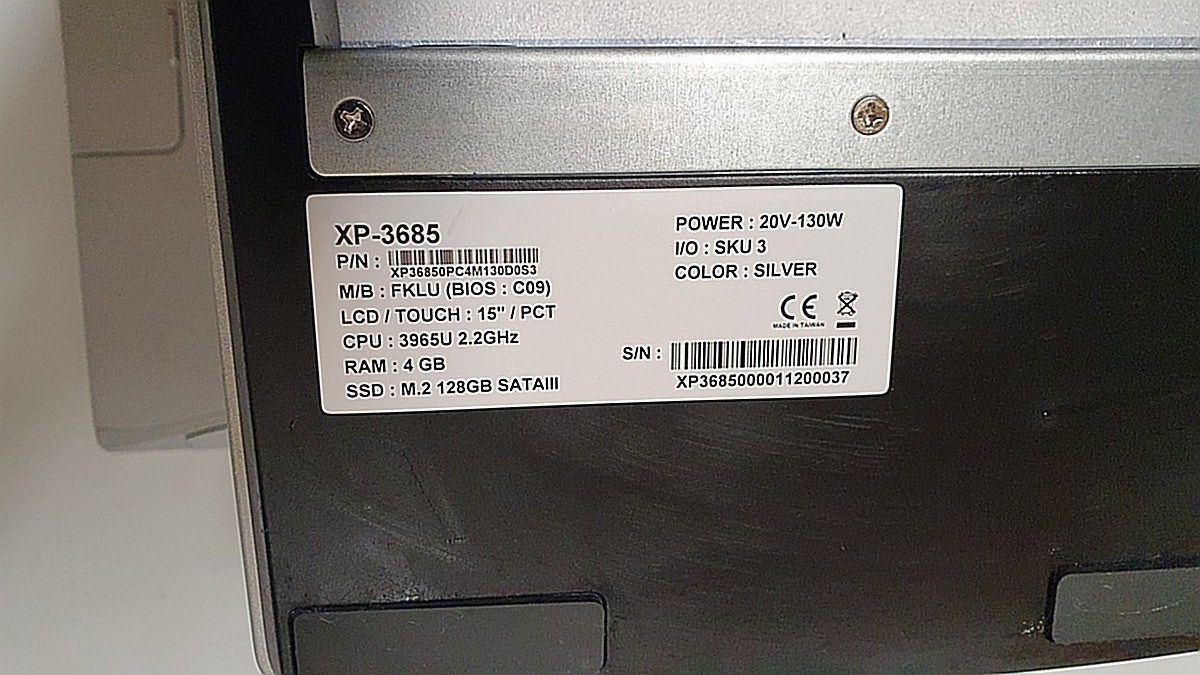 XP-3685
P/N :
XP36850PC4M130D0S3
M/B : FKLU (BIOS : C09)
LCD / TOUCH : 15" / PCT
CPU : 3965U 2.2GHz
RAM : 4 GB
SSD : M.2 128GB SATAIII
POWER : 20V-130W
I/O : SKU 3
COLOR : SILVER
CE
MADE IN TAIWAN
S/N :
XP3685000011200037